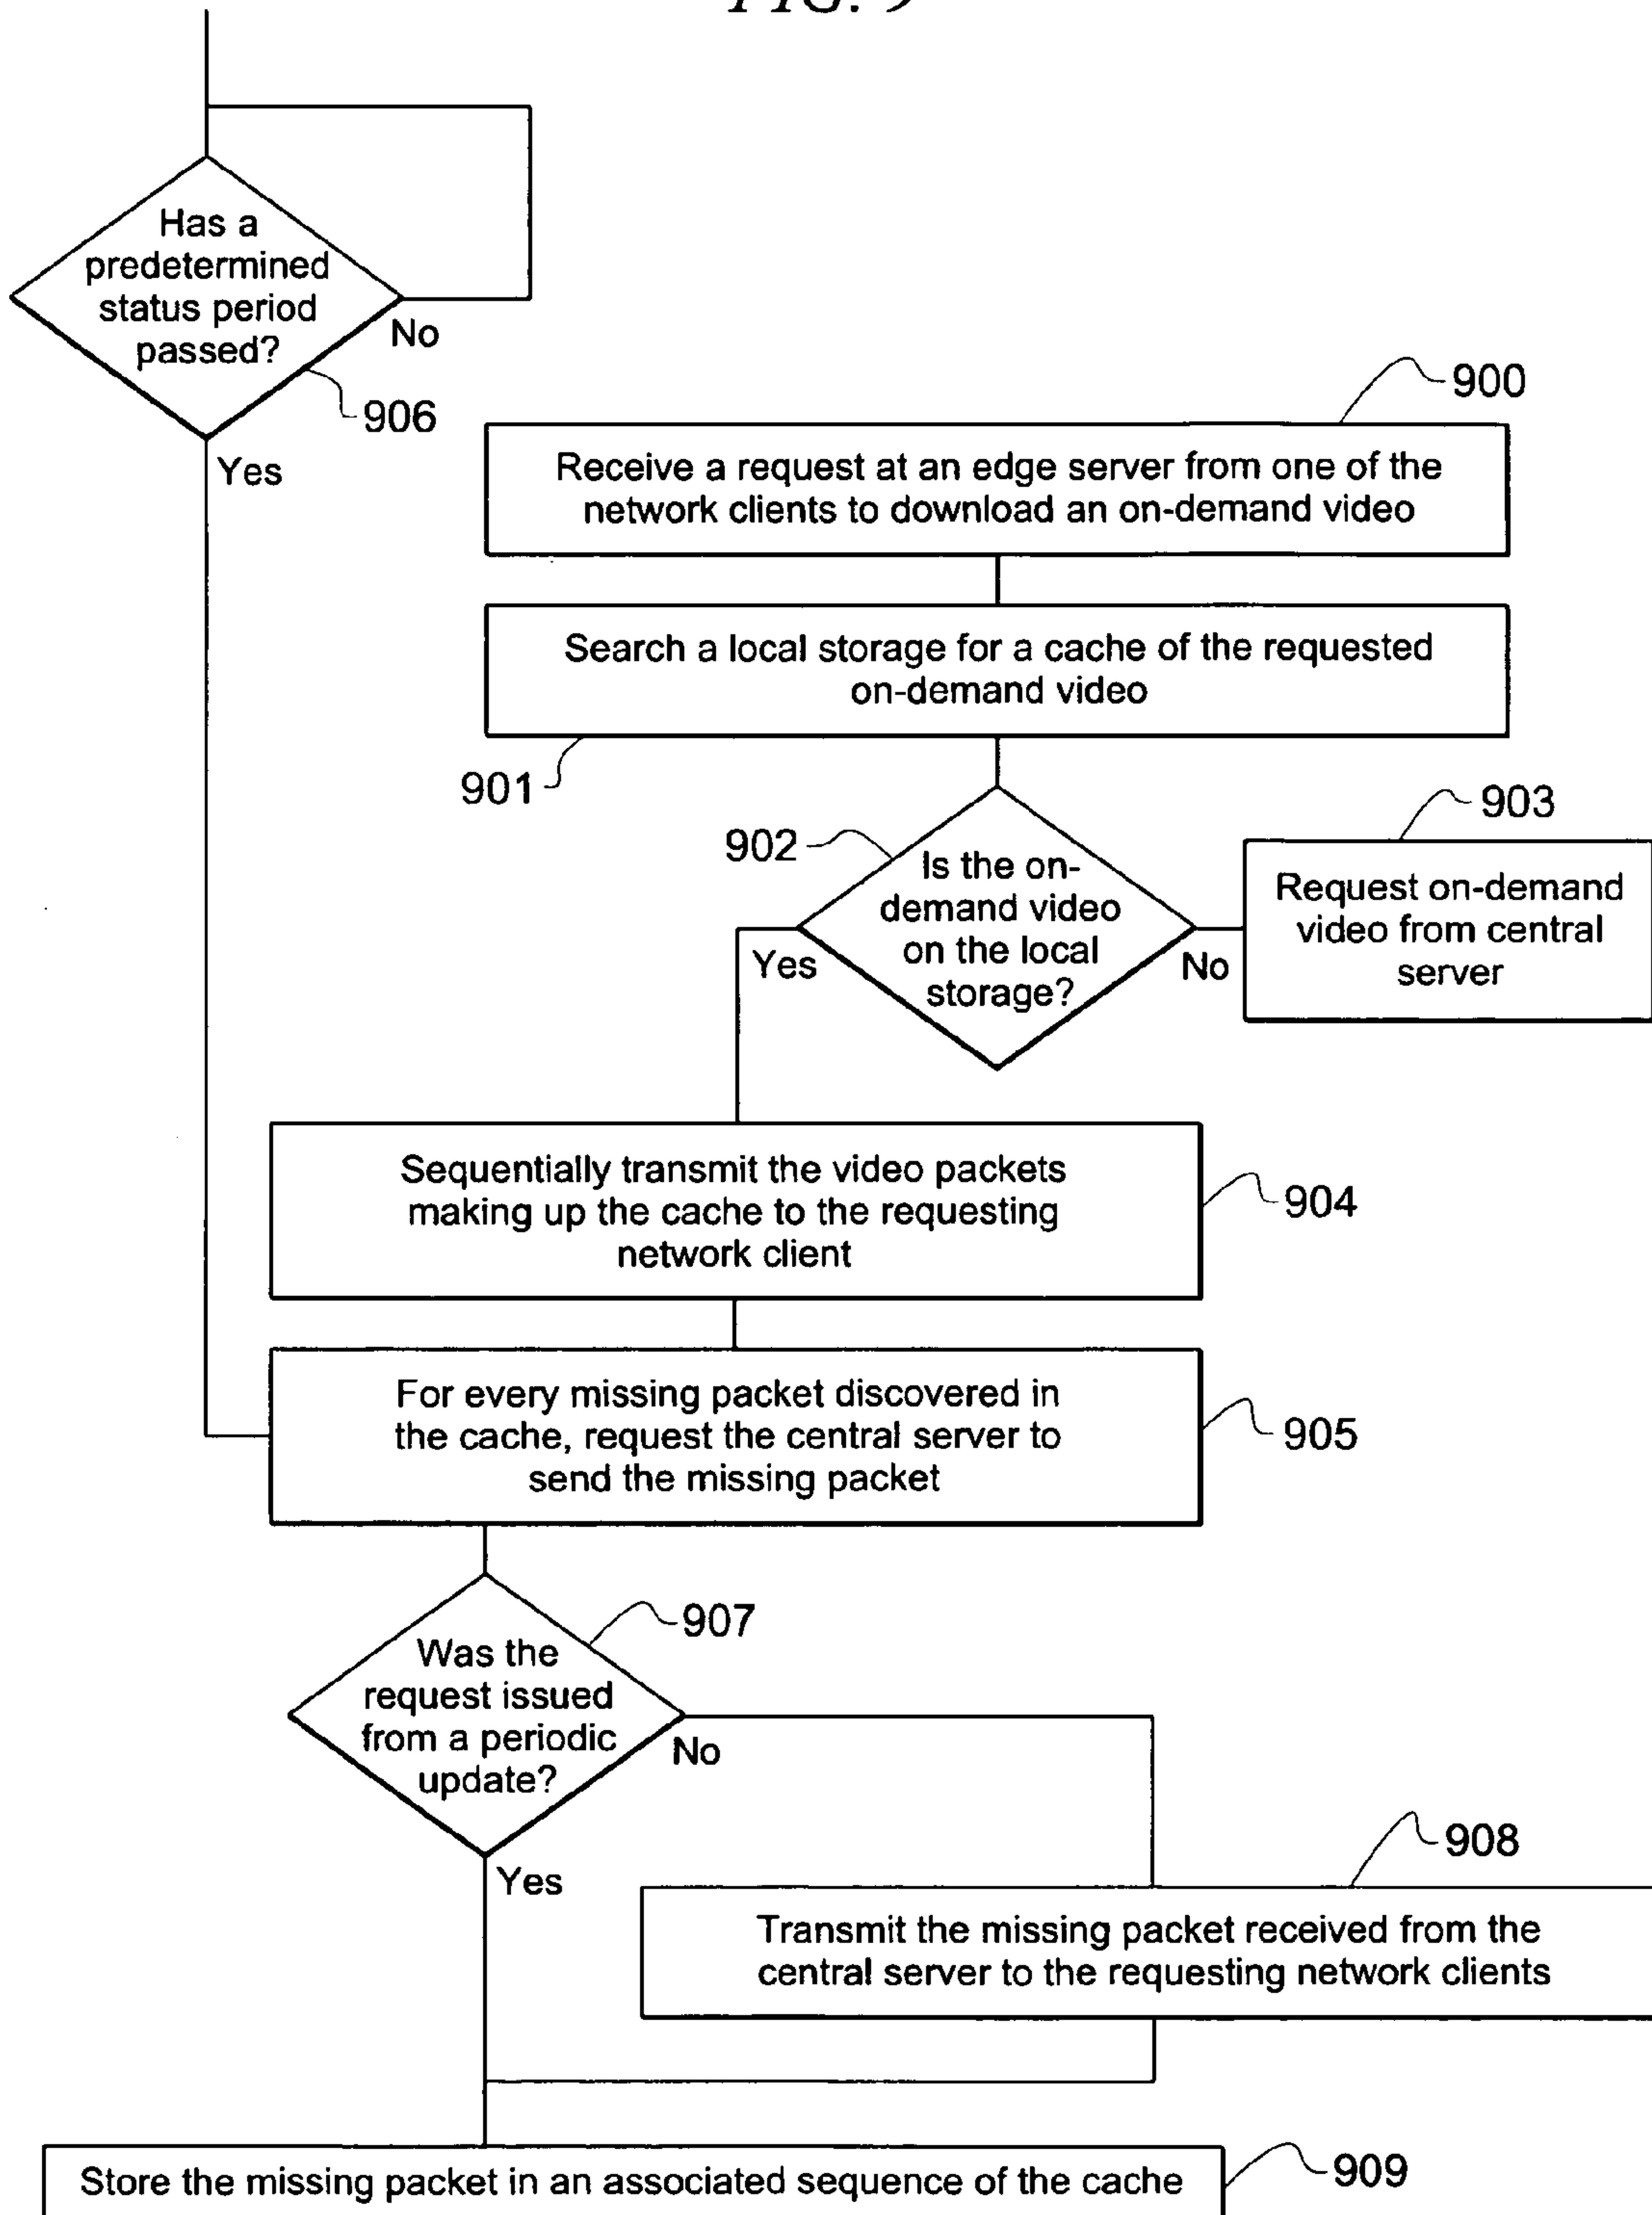 FIG. 9
Has a
predetermined
status period
passed?
No
906
Yes
900
Receive a request at an edge server from one of the
network clients to download an on-demand video
Search a local storage for a cache of the requested
on-demand video
901
902
Is the on-
demand video
on the local
storage?
Yes
No
903
Request on-demand
video from central
server
Sequentially transmit the video packets
making up the cache to the requesting
network client
904
For every missing packet discovered in
the cache, request the central server to
send the missing packet
905
Was the
request issued
from a periodic
update?
907
No
Yes
908
Transmit the missing packet received from the
central server to the requesting network clients
Store the missing packet in an associated sequence of the cache
909